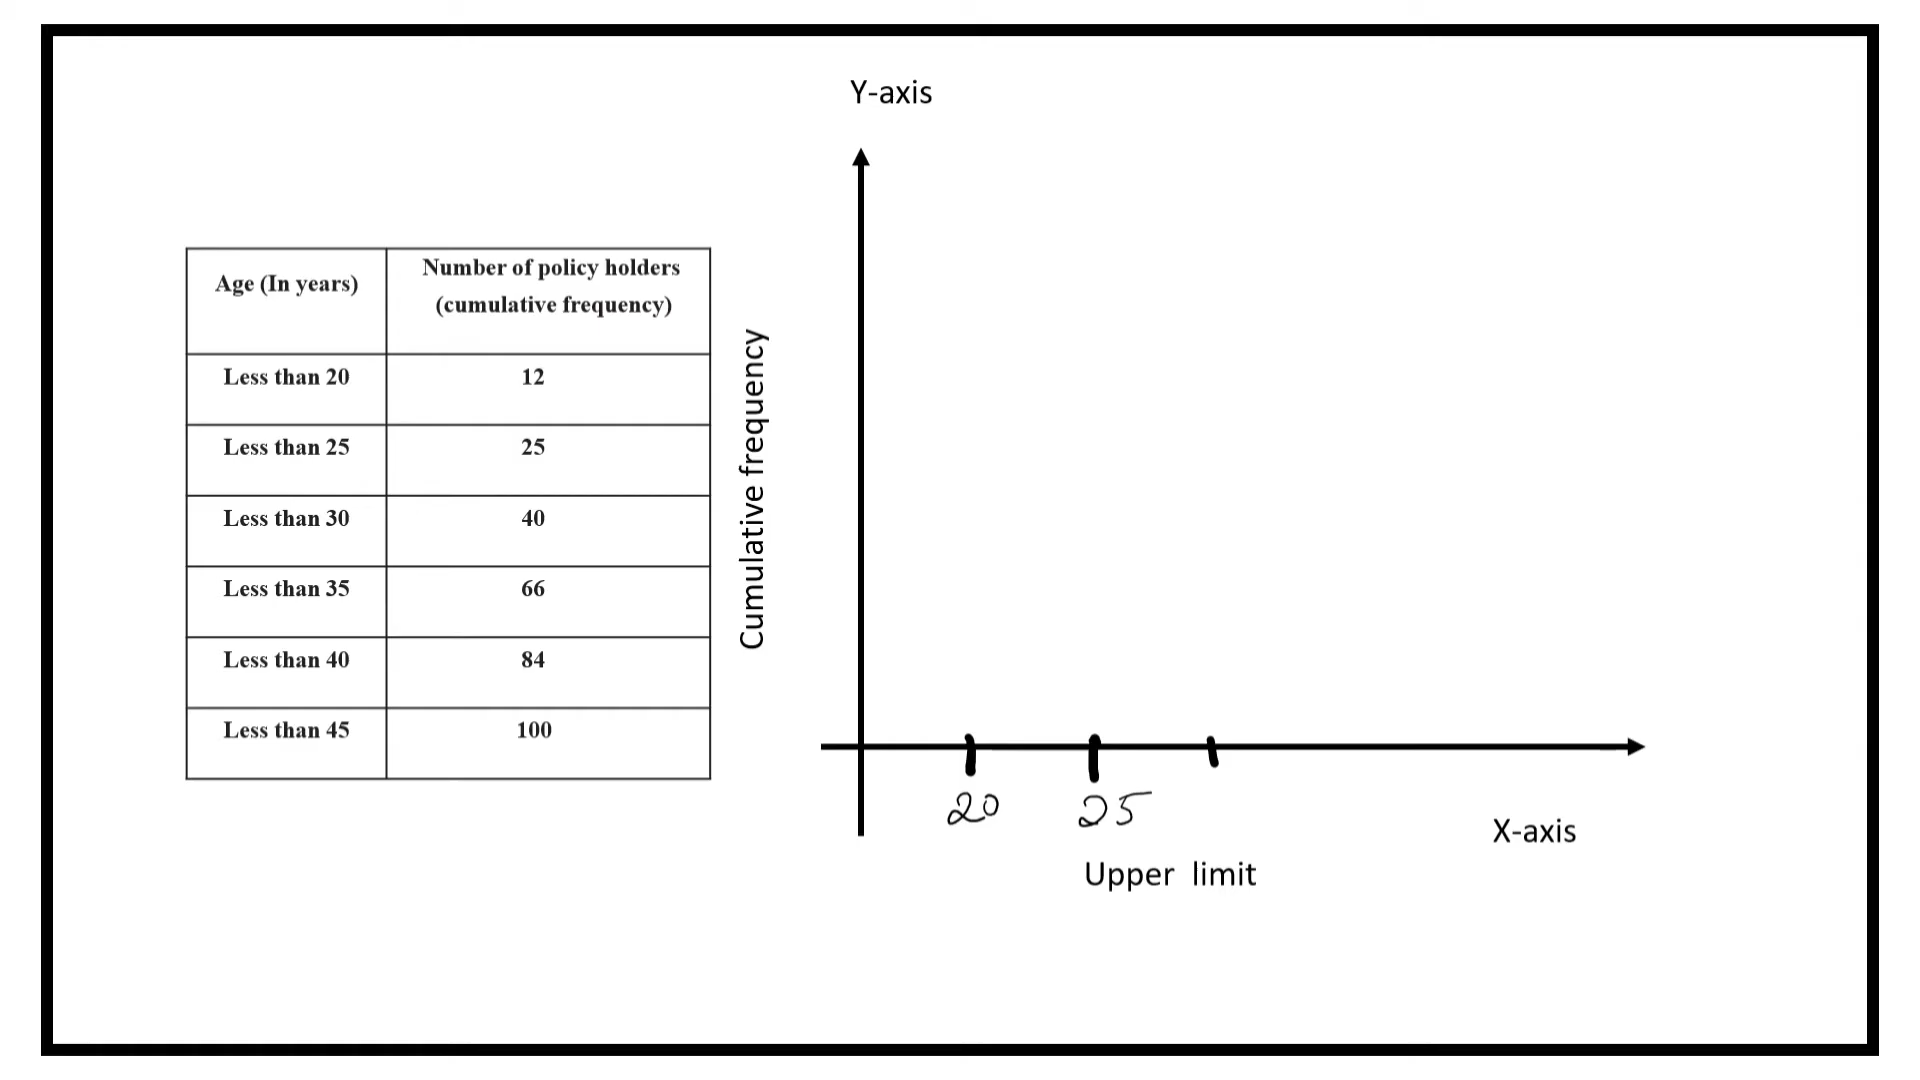 Y-axis
Age (In years)
Number of policy holders
(cumulative frequency)
Less than 20
12
Less than 25
25
Less than 30
40
Less than 35
66
Less than 40
84
Less than 45
100
Cumulative frequency
20
25
X-axis
Upper limit